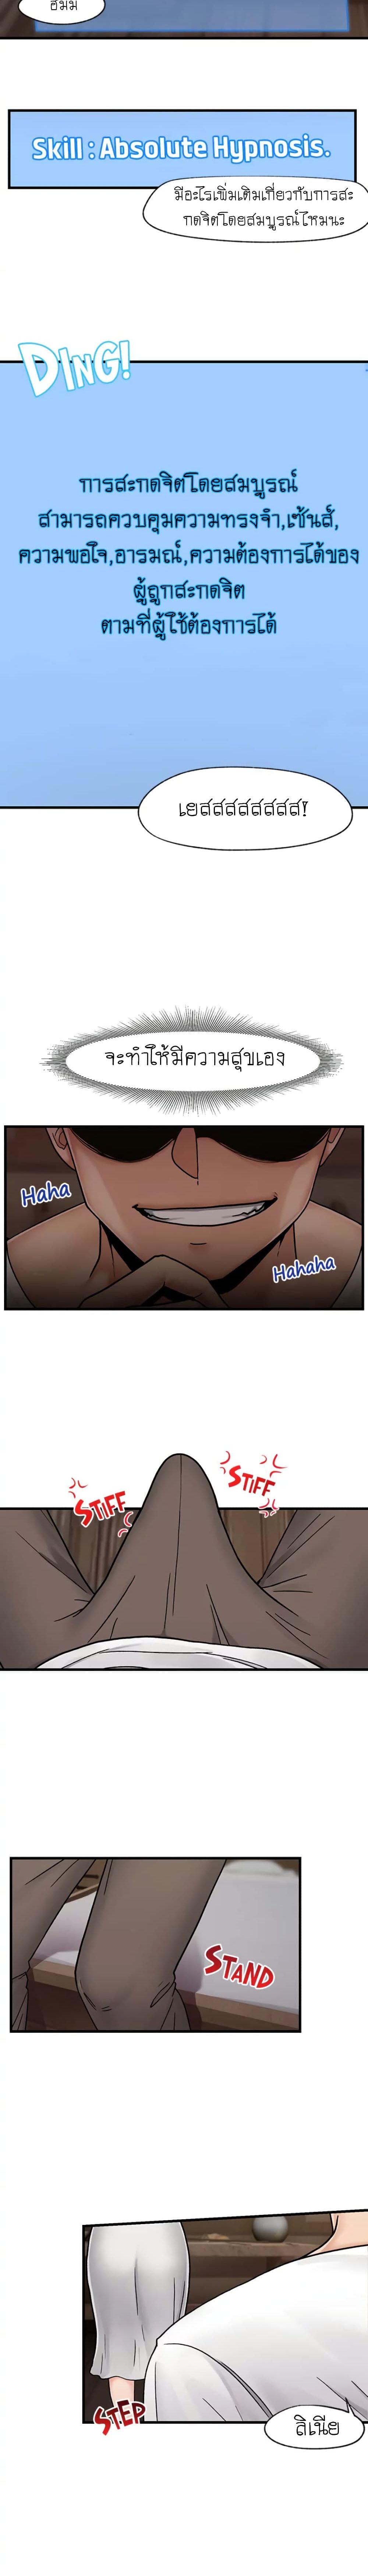 ฮืมม
Skill : Absolute Hypnosis.
มีอะไรเพิ่มเติมเกี่ยวกับการสะ
กดจิตโดยสมบูรณ์ไหมนะ
DING!
การสะกดจิตโดยสมบูรณ์
สามารถควบคุมความทรงจำ,เซ้นส์,
ความพอใจ,อารมณ์,ความต้องการได้ของ
ผู้ถูกสะกดจิต
ตามที่ผู้ใช้ต้องการได้
เยสสสสสสสส!
จะทำให้มีความสุขเอง
Haha
Hahaha
STIFF
STIFF
STAND
STEP
ลิเนีย